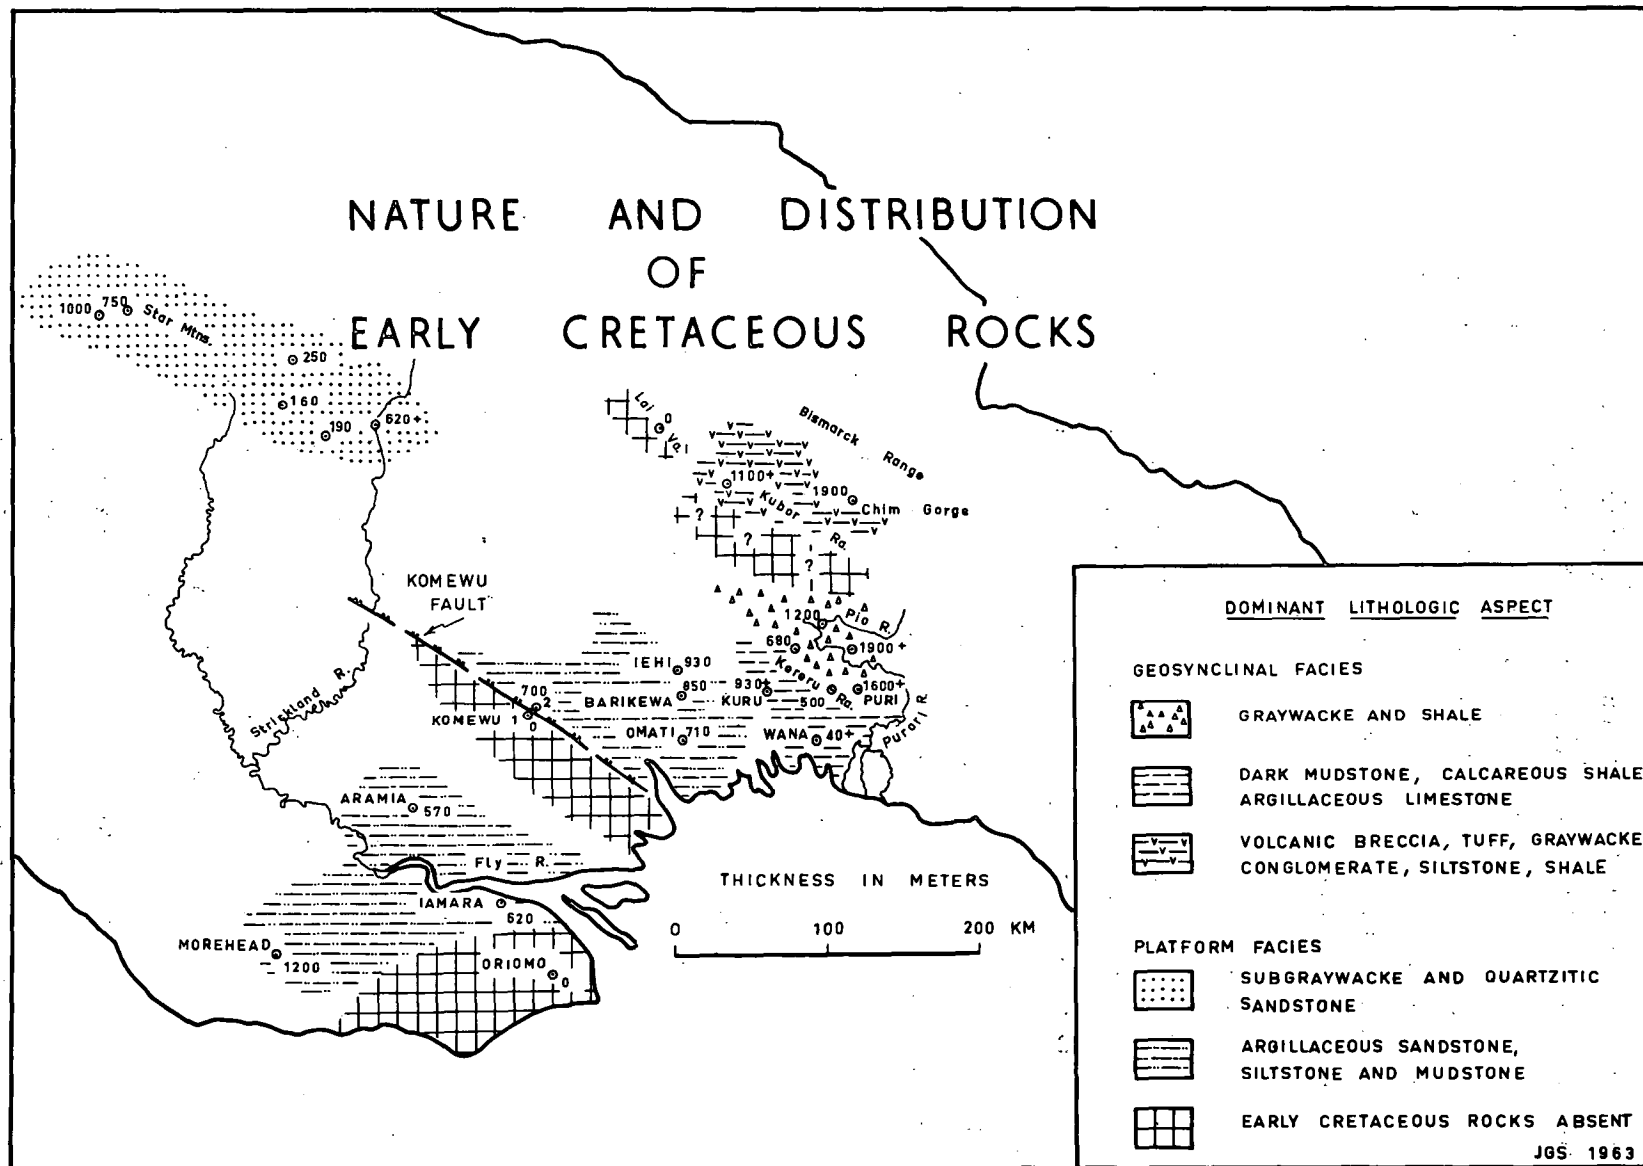 NATURE AND DISTRIBUTION
OF
EARLY CRETACEOUS ROCKS
1000
750
Star Mtns.
250
160
190
620+
Lai
Vai
0
Bismarck
Range
1100+
1900
Kubor
Ra.
Chim Gorge
?
?
?
KOMEWU
FAULT
1200
Pio R.
680
1900+
IEHI 930
Kereru
Ra.
850
930±
1600+
BARIKEWA
KURU
500
PURI
700
2
KOMEWU 1
0
Strickland R.
OMATI 710
WANA 40+
Purari R.
ARAMIA
570
Fly R.
IAMARA
620
MOREHEAD
1200
ORIOMO
0
THICKNESS IN METERS
0 100 200 KM
DOMINANT LITHOLOGIC ASPECT
GEOSYNCLINAL FACIES
GRAYWACKE AND SHALE
DARK MUDSTONE, CALCAREOUS SHALE
ARGILLACEOUS LIMESTONE
VOLCANIC BRECCIA, TUFF, GRAYWACKE
CONGLOMERATE, SILTSTONE, SHALE
PLATFORM FACIES
SUBGRAYWACKE AND QUARTZITIC
SANDSTONE
ARGILLACEOUS SANDSTONE,
SILTSTONE AND MUDSTONE
EARLY CRETACEOUS ROCKS ABSENT
JGS 1963